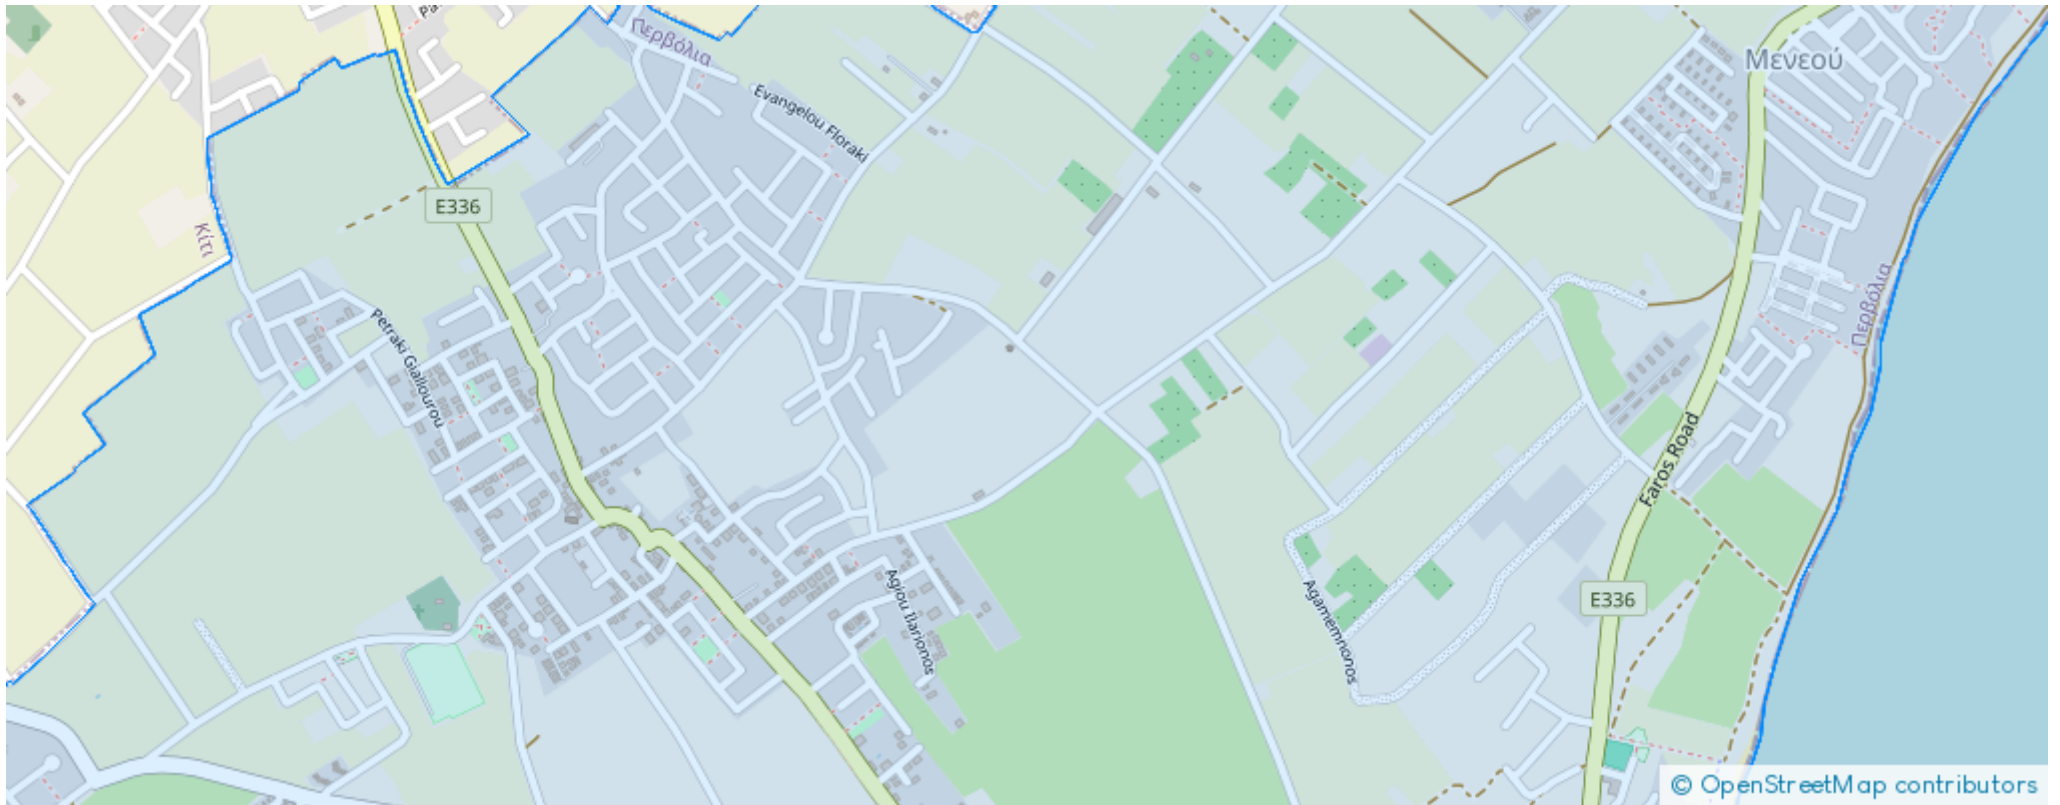 Περβόλια
Μενεού
Evangelou Floraki
E336
Κίτι
Περβόλια
Petraki Giallourou
Faros Road
Agiou Ilarionos
Agamemnonos
E336
© OpenStreetMap contributors